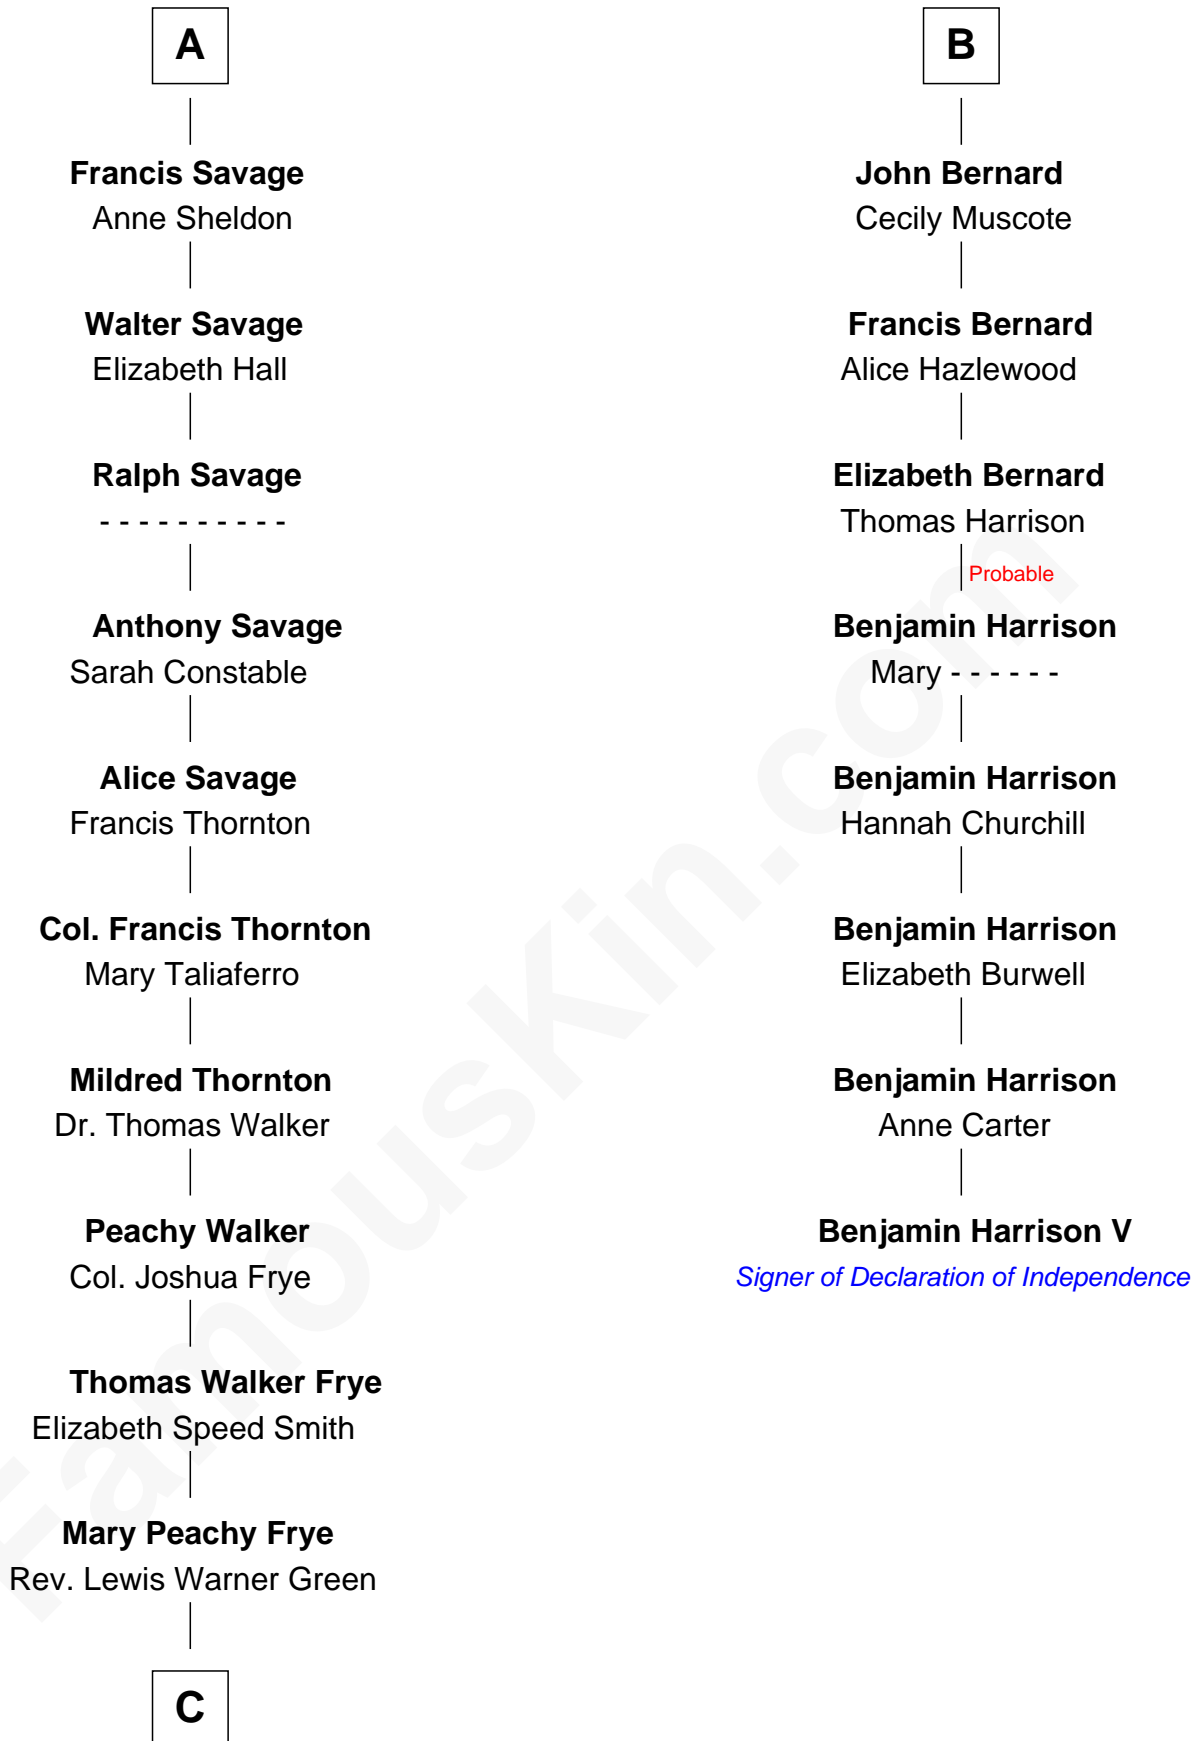 A
Francis Savage
Anne Sheldon
Walter Savage
Elizabeth Hall
Ralph Savage
- - - - - - - - - -
Anthony Savage
Sarah Constable
Alice Savage
Francis Thornton
Col. Francis Thornton
Mary Taliaferro
Mildred Thornton
Dr. Thomas Walker
Peachy Walker
Col. Joshua Frye
Thomas Walker Frye
Elizabeth Speed Smith
Mary Peachy Frye
Rev. Lewis Warner Green
C
B
John Bernard
Cecily Muscote
Francis Bernard
Alice Hazlewood
Elizabeth Bernard
Thomas Harrison
Probable
Benjamin Harrison
Mary - - - - - -
Benjamin Harrison
Hannah Churchill
Benjamin Harrison
Elizabeth Burwell
Benjamin Harrison
Anne Carter
Benjamin Harrison V
Signer of Declaration of Independence
FamousKin.com